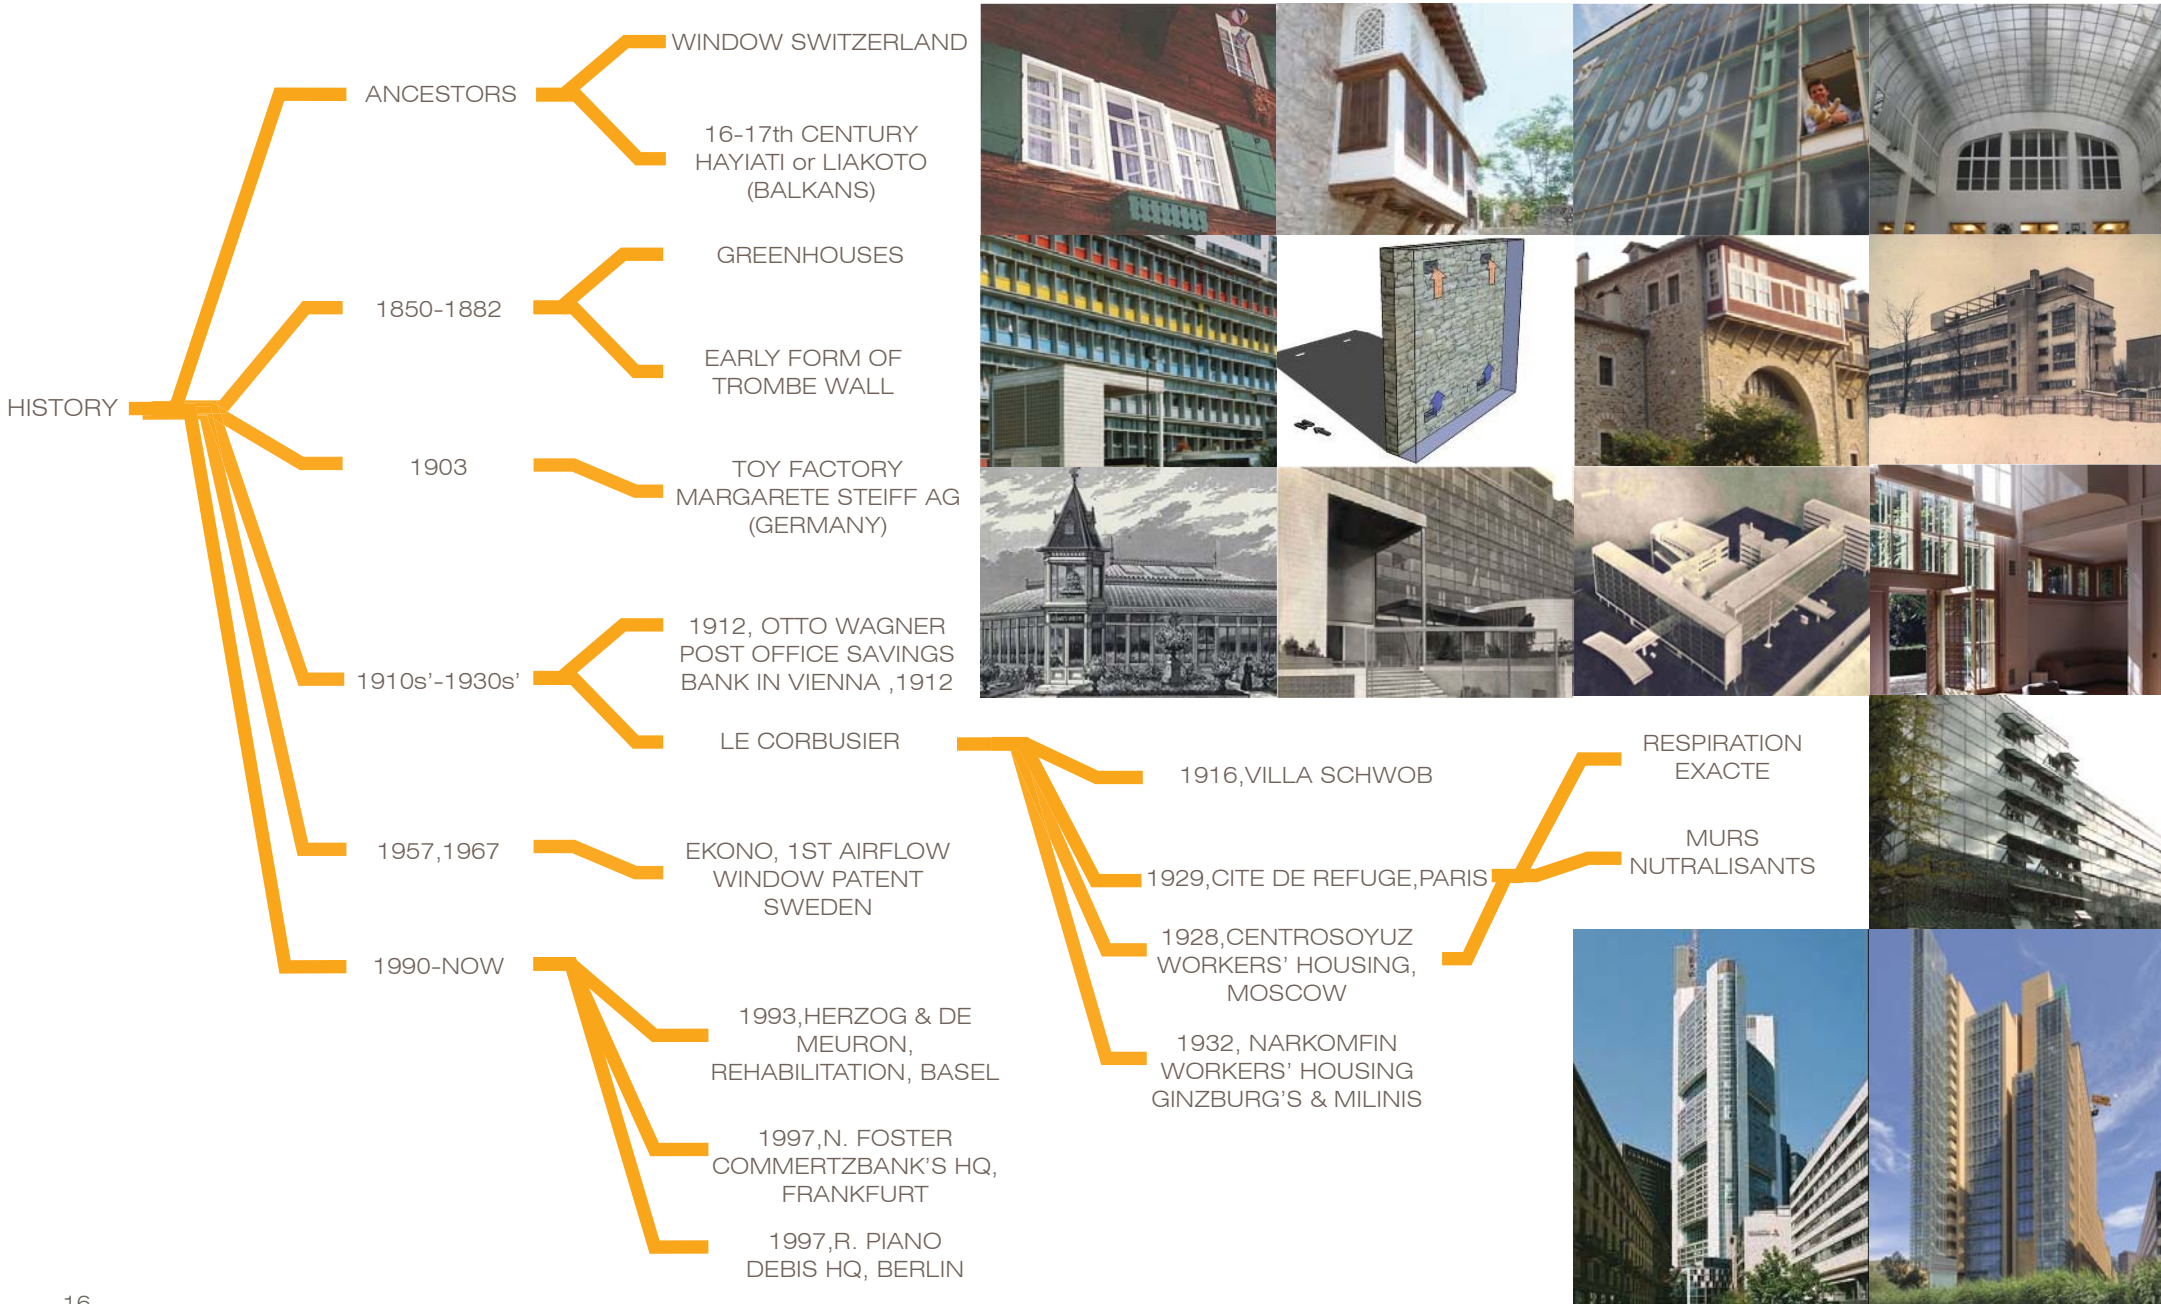 HISTORY
ANCESTORS
WINDOW SWITZERLAND
16-17th CENTURY
HAYIATI or LIAKOTO
(BALKANS)
1850-1882
GREENHOUSES
EARLY FORM OF
TROMBE WALL
1903
TOY FACTORY
MARGARETE STEIFF AG
(GERMANY)
1910s'-1930s'
1912, OTTO WAGNER
POST OFFICE SAVINGS
BANK IN VIENNA ,1912
LE CORBUSIER
1916,VILLA SCHWOB
1929,CITE DE REFUGE,PARIS
RESPIRATION
EXACTE
MURS
NUTRALISANTS
1928,CENTROSOYUZ
WORKERS' HOUSING,
MOSCOW
1932, NARKOMFIN
WORKERS' HOUSING
GINZBURG'S & MILINIS
1957,1967
EKONO, 1ST AIRFLOW
WINDOW PATENT
SWEDEN
1990-NOW
1993,HERZOG & DE
MEURON,
REHABILITATION, BASEL
1997,N. FOSTER
COMMERTZBANK'S HQ,
FRANKFURT
1997,R. PIANO
DEBIS HQ, BERLIN
1903
16